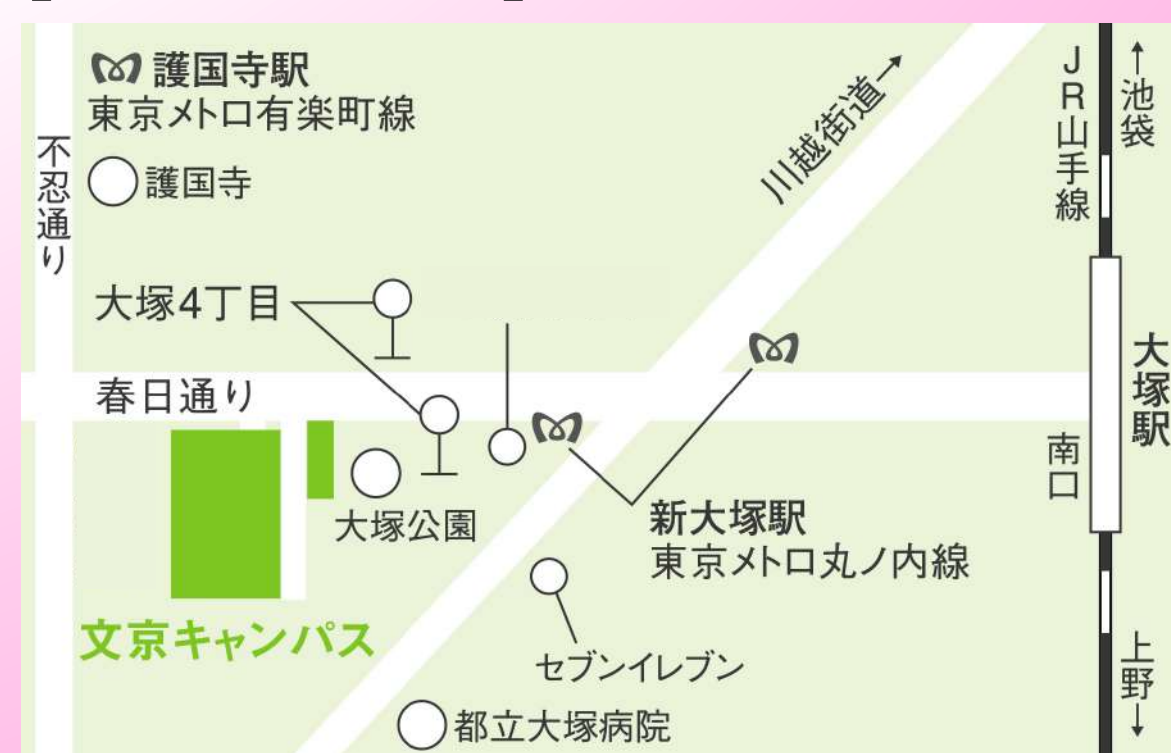 護国寺駅
東京メトロ有楽町線
護国寺
不忍通り
川越街道→
JR山手線
↑池袋
大塚4丁目
春日通り
大塚駅
南口
大塚公園
新大塚駅
東京メトロ丸ノ内線
文京キャンパス
セブンイレブン
都立大塚病院
上野↓